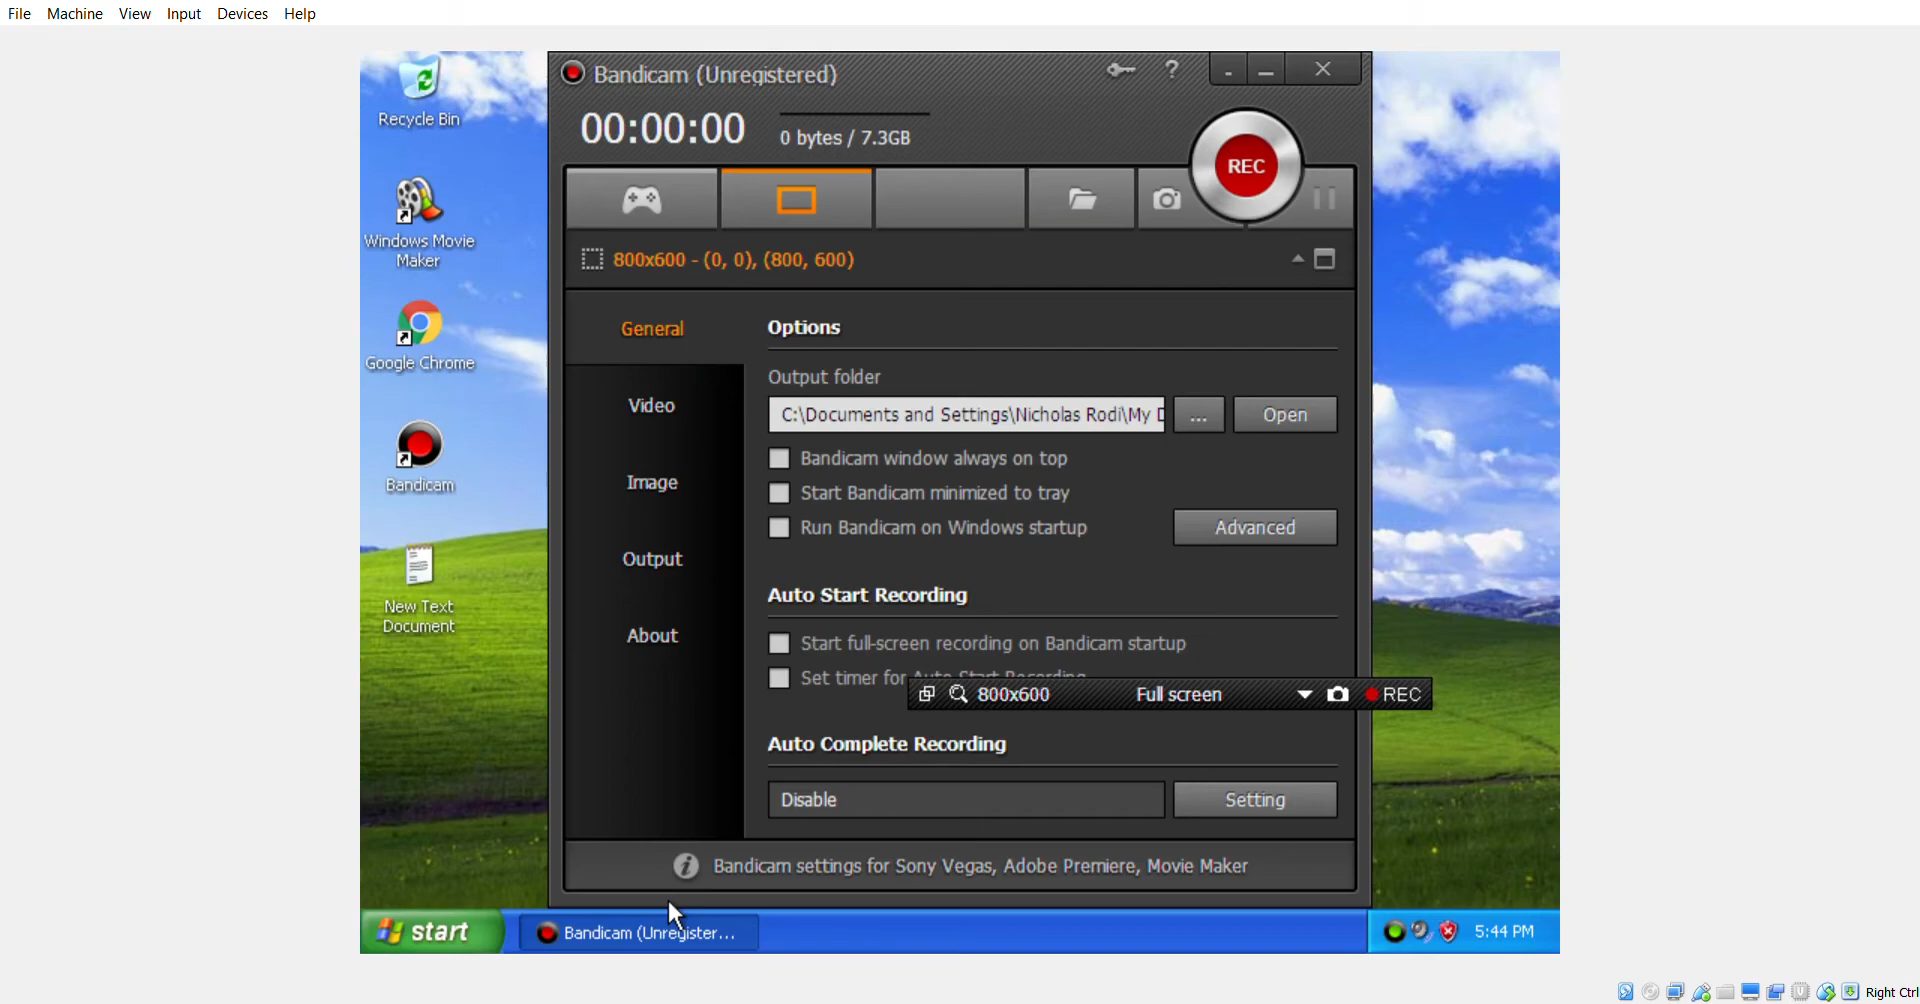 File Machine View Input Devices Help
Recycle Bin
Windows Movie
Maker
Google Chrome
Bandicam
New Text
Document
Bandicam (Unregistered)
?
00:00:00
0 bytes / 7.3GB
REC
800x600 - (0, 0), (800, 600)
General
Video
Image
Output
About
Options
Output folder
C:\Documents and Settings\Nicholas Rodi\My D
...
Open
Bandicam window always on top
Start Bandicam minimized to tray
Run Bandicam on Windows startup
Advanced
Auto Start Recording
Start full-screen recording on Bandicam startup
Set timer for Auto Start Recording
800x600 Full screen REC
Auto Complete Recording
Disable
Setting
Bandicam settings for Sony Vegas, Adobe Premiere, Movie Maker
start
Bandicam (Unregister...
5:44 PM
Right Ctrl